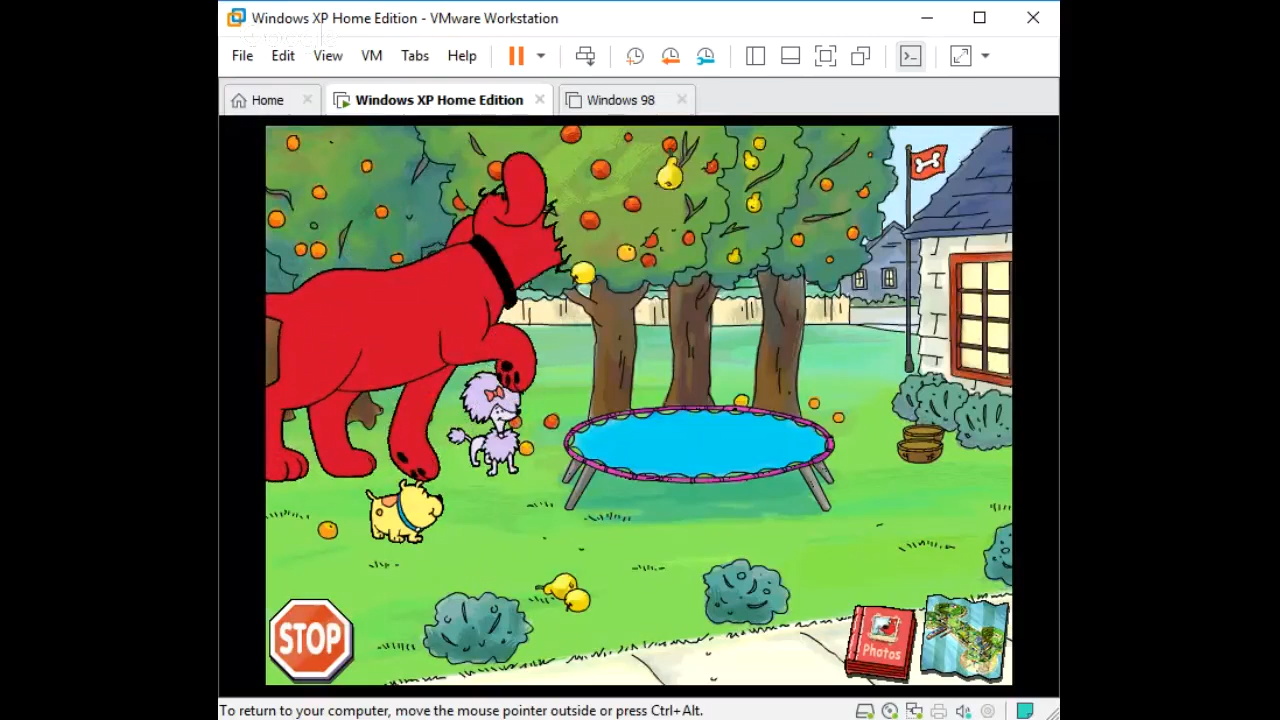 Windows XP Home Edition - VMware Workstation
Google
File Edit View VM Tabs Help
Home Windows XP Home Edition Windows 98
STOP
Photos
To return to your computer, move the mouse pointer outside or press Ctrl+Alt.